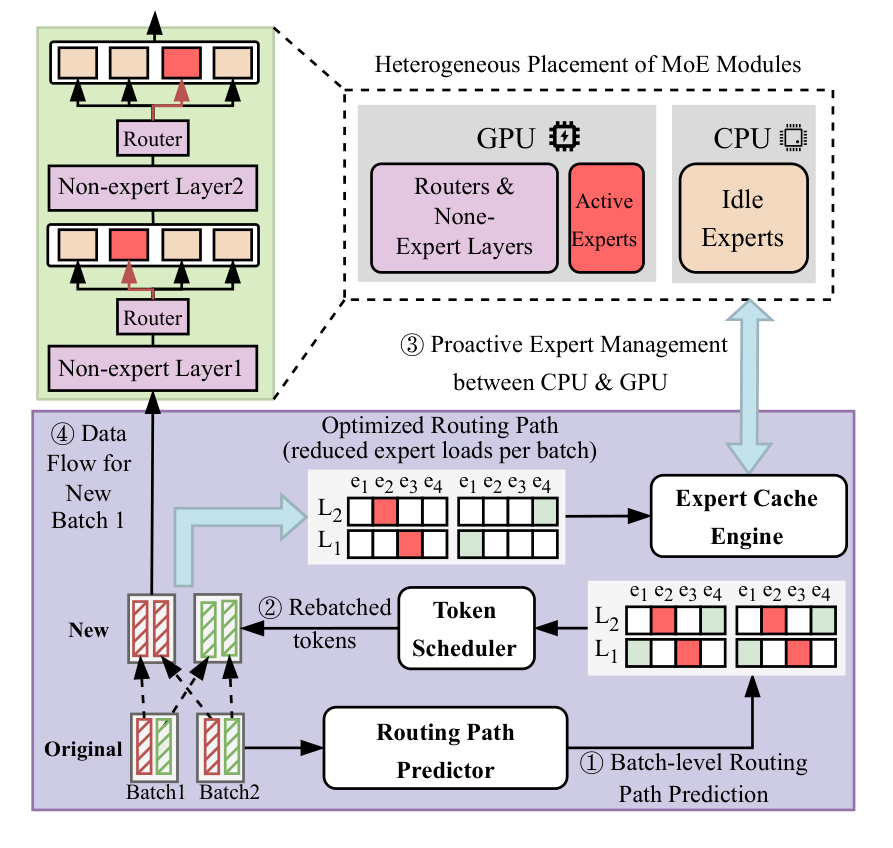 Heterogeneous Placement of MoE Modules
Router
Non-expert Layer2
Router
Non-expert Layer1
GPU
Routers &
None-
Expert Layers
Active
Experts
CPU
Idle
Experts
③ Proactive Expert Management
between CPU & GPU
④ Data
Flow for
New
Batch 1
Optimized Routing Path
(reduced expert loads per batch)
e1 e2 e3 e4 e1 e2 e3 e4
L2
L1
Expert Cache
Engine
New
② Rebatched
tokens
Token
Scheduler
e1 e2 e3 e4 e1 e2 e3 e4
L2
L1
Original
Batch1 Batch2
Routing Path
Predictor
① Batch-level Routing
Path Prediction